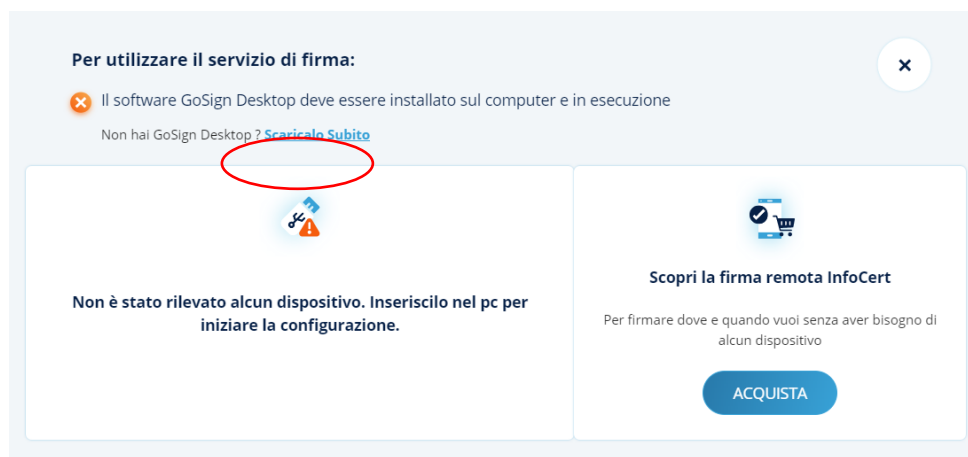 Per utilizzare il servizio di firma:
Il software GoSign Desktop deve essere installato sul computer e in esecuzione
Non hai GoSign Desktop ? Scaricalo Subito
Non è stato rilevato alcun dispositivo. Inseriscilo nel pc per
iniziare la configurazione.
Scopri la firma remota InfoCert
Per firmare dove e quando vuoi senza aver bisogno di
alcun dispositivo
ACQUISTA